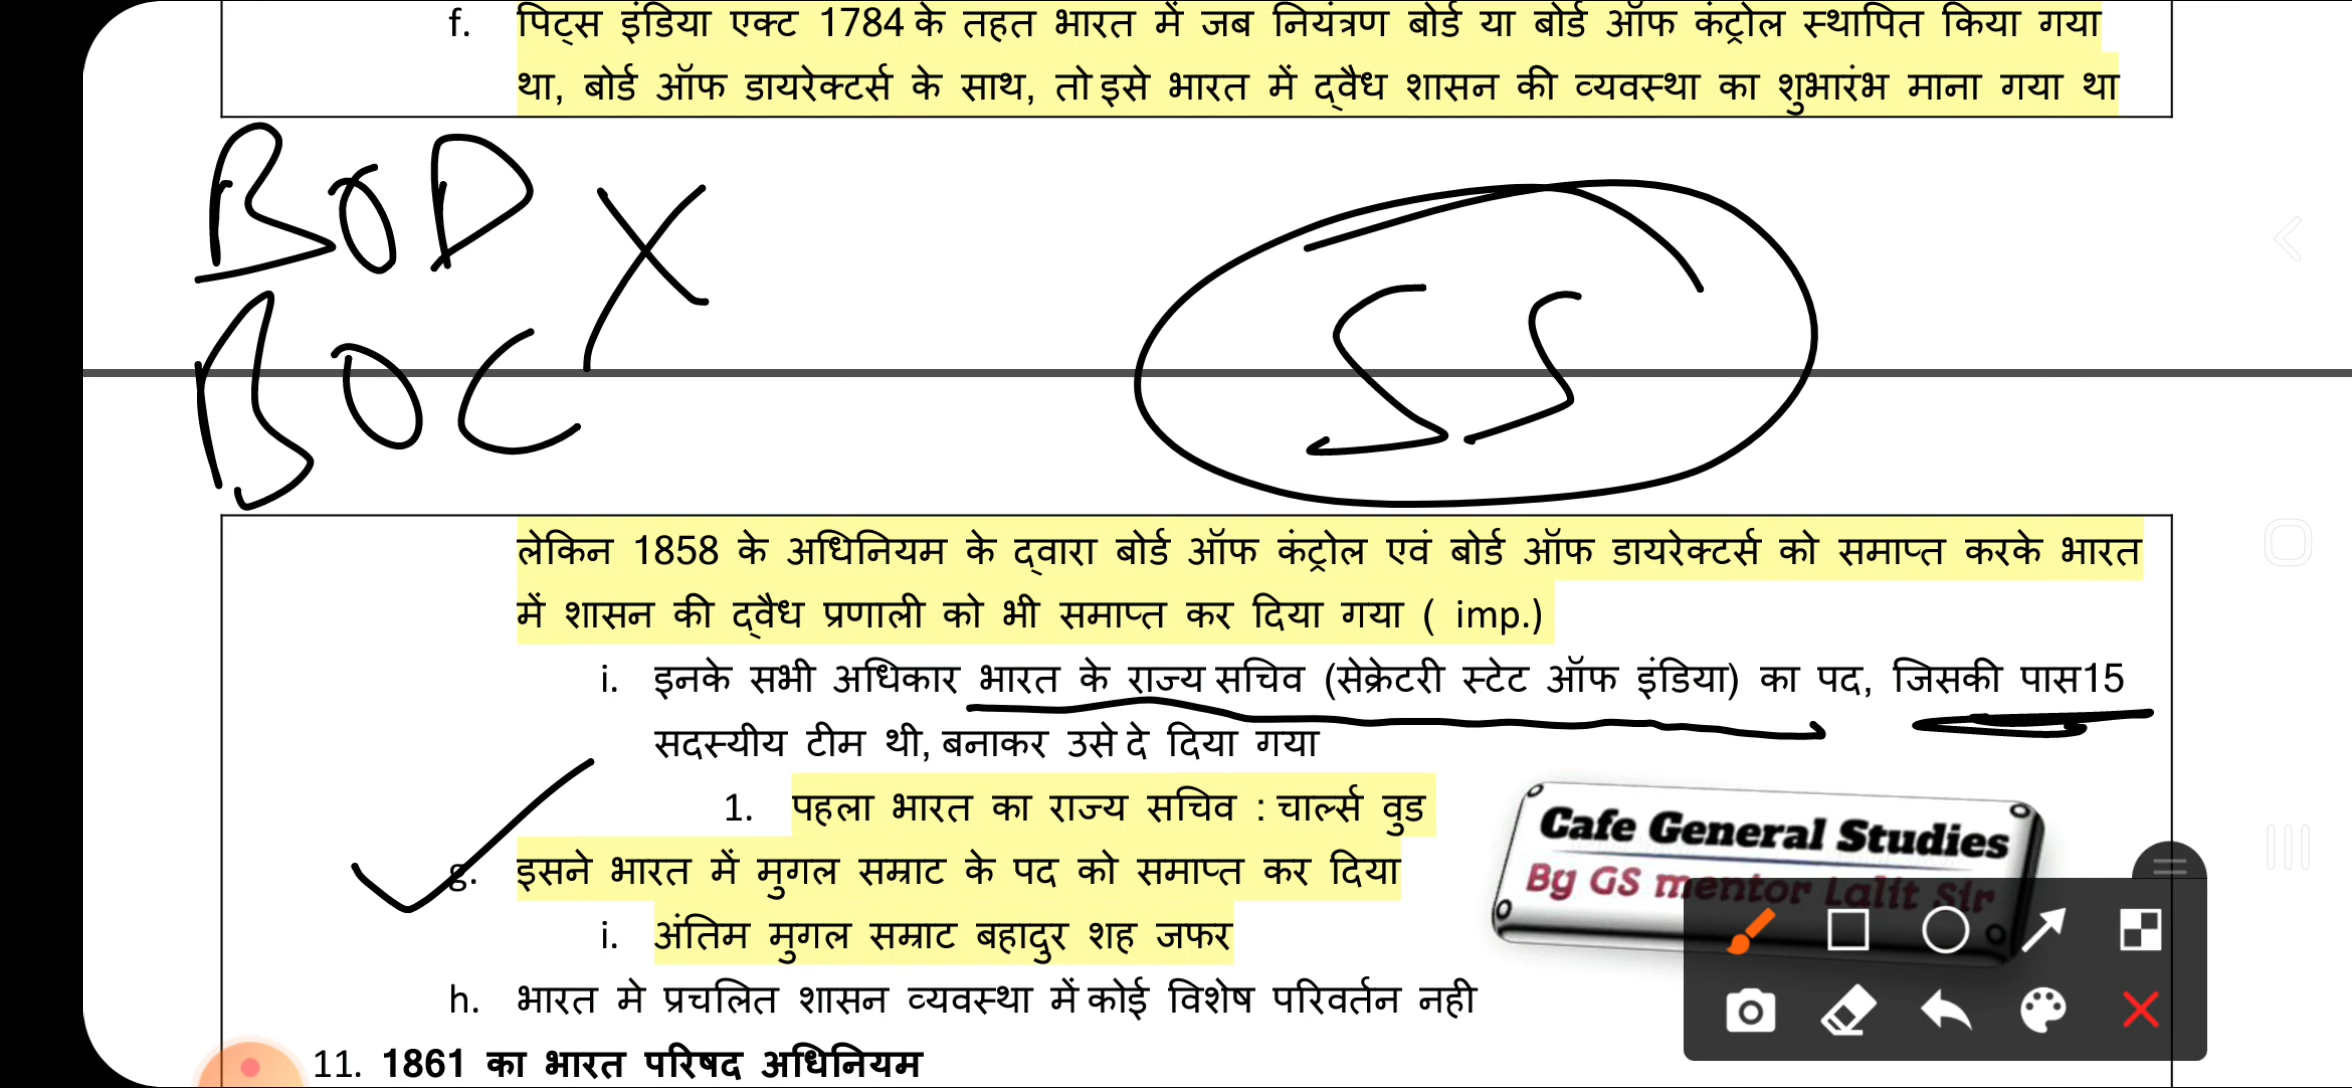 f. पिट्स इंडिया एक्ट 1784 के तहत भारत में जब नियंत्रण बोर्ड या बोर्ड ऑफ कंट्रोल स्थापित किया गया
था, बोर्ड ऑफ डायरेक्टर्स के साथ, तो इसे भारत में द्वैध शासन की व्यवस्था का शुभारंभ माना गया था
BOD X
SS
BOC
लेकिन 1858 के अधिनियम के द्वारा बोर्ड ऑफ कंट्रोल एवं बोर्ड ऑफ डायरेक्टर्स को समाप्त करके भारत
में शासन की द्वैध प्रणाली को भी समाप्त कर दिया गया ( imp.)
i. इनके सभी अधिकार भारत के राज्य सचिव (सेक्रेटरी स्टेट ऑफ इंडिया) का पद, जिसकी पास15
सदस्यीय टीम थी, बनाकर उसे दे दिया गया
1. पहला भारत का राज्य सचिव : चार्ल्स वुड
g. इसने भारत में मुगल सम्राट के पद को समाप्त कर दिया
i. अंतिम मुगल सम्राट बहादुर शह जफर
h. भारत मे प्रचलित शासन व्यवस्था में कोई विशेष परिवर्तन नही
11. 1861 का भारत परिषद अधिनियम
Cafe General Studies
By GS mentor Lalit Sir